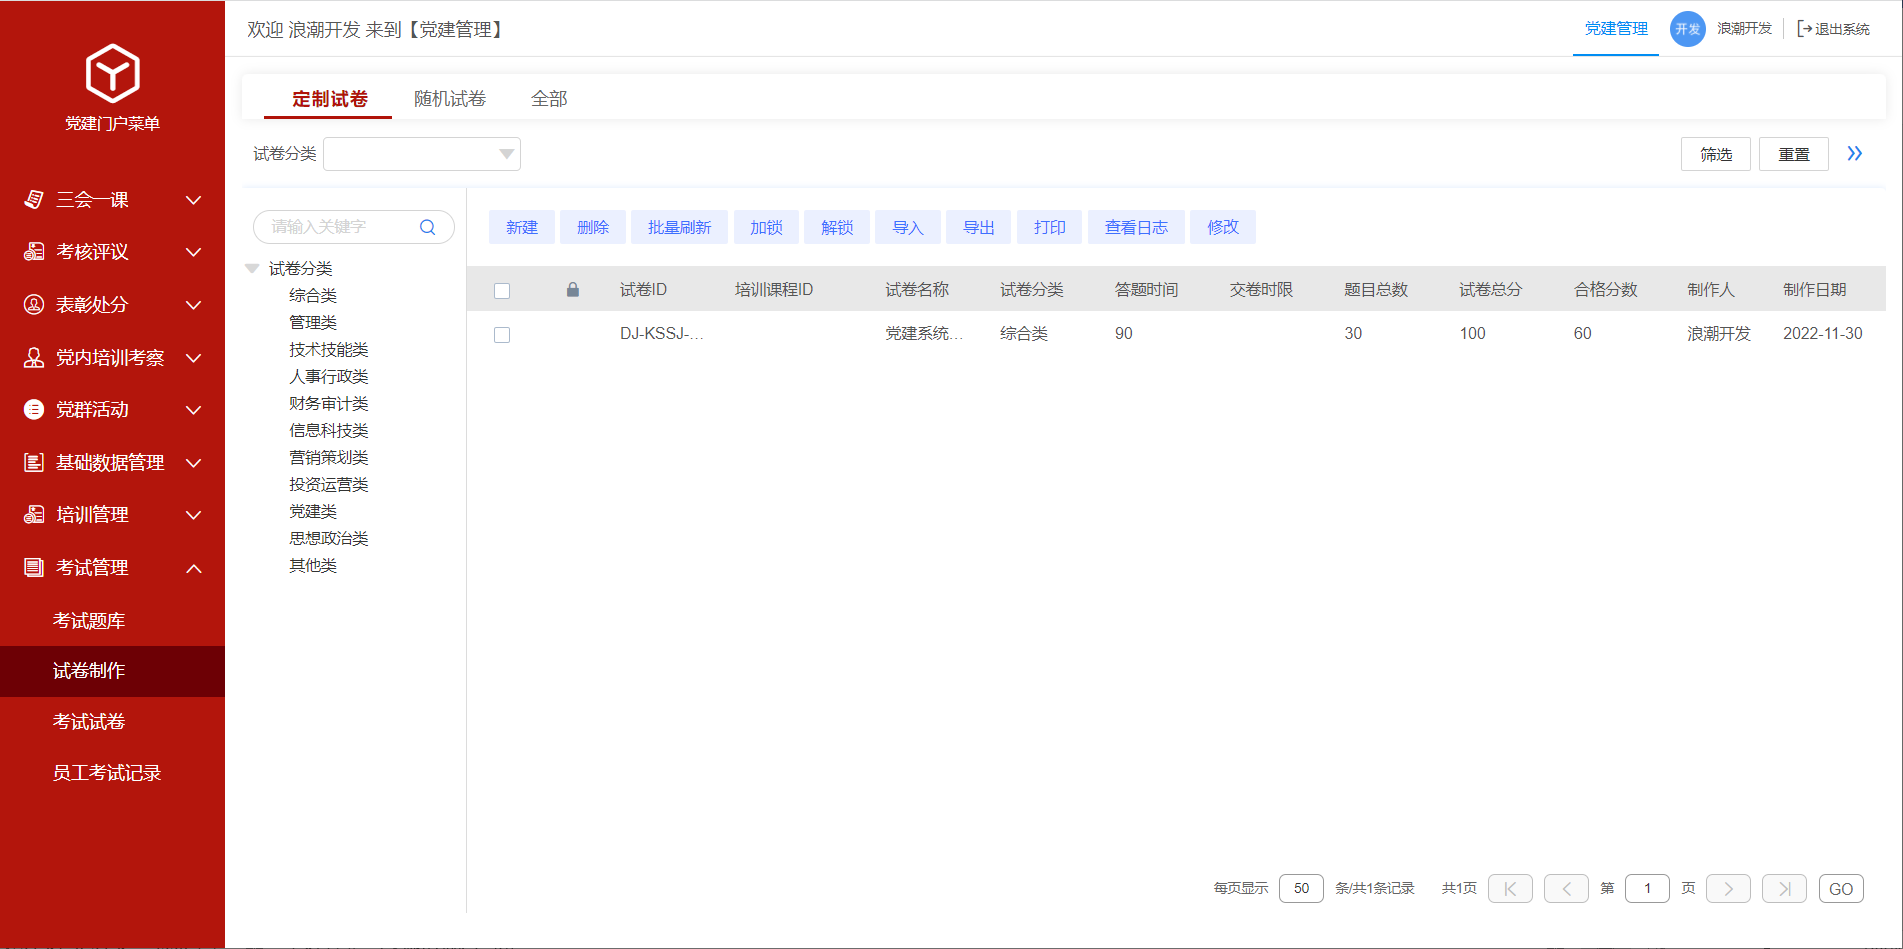 欢迎 浪潮开发 来到【党建管理】
党建管理
开发
浪潮开发
退出系统
党建门户菜单
三会一课
考核评议
表彰处分
党内培训考察
党群活动
基础数据管理
培训管理
考试管理
考试题库
试卷制作
考试试卷
员工考试记录
定制试卷 随机试卷 全部
试卷分类
筛选 重置
请输入关键字
试卷分类
综合类
管理类
技术技能类
人事行政类
财务审计类
信息科技类
营销策划类
投资运营类
党建类
思想政治类
其他类
新建 删除 批量刷新 加锁 解锁 导入 导出 打印 查看日志 修改
试卷ID 培训课程ID 试卷名称 试卷分类 答题时间 交卷时限 题目总数 试卷总分 合格分数 制作人 制作日期
DJ-KSSJ-... 党建系统... 综合类 90 30 100 60 浪潮开发 2022-11-30
每页显示 50 条/共1条记录 共1页 第 1 页 GO